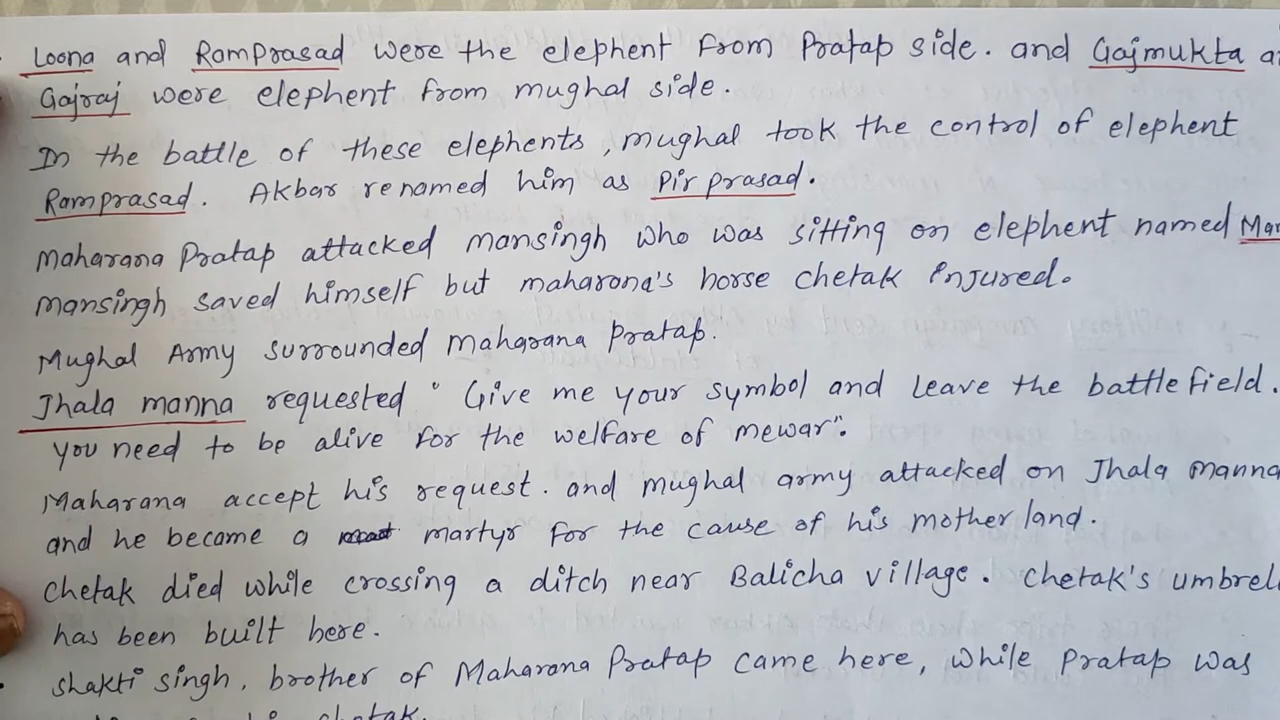 Loona and Ramprasad were the elephent from Pratap side. and Gajmukta
Gajraj were elephent from mughal side.
In the battle of these elephents, mughal took the control of elephent
Ramprasad. Akbar renamed him as Pir prasad.
Maharana Pratap attacked mansingh who was sitting on elephent named
mansingh saved himself but maharana's horse chetak injured.
Mughal Army surrounded maharana Pratap.
Jhala manna requested " Give me your symbol and leave the battle field.
you need to be alive for the welfare of mewar".
Maharana accept his request. and mughal army attacked on Jhala manna
and he became a martyr for the cause of his mother land.
Chetak died while crossing a ditch near Balicha village. Chetak's
has been built here.
Shakti singh, brother of Maharana Pratap came here, while Pratap was
chetak.